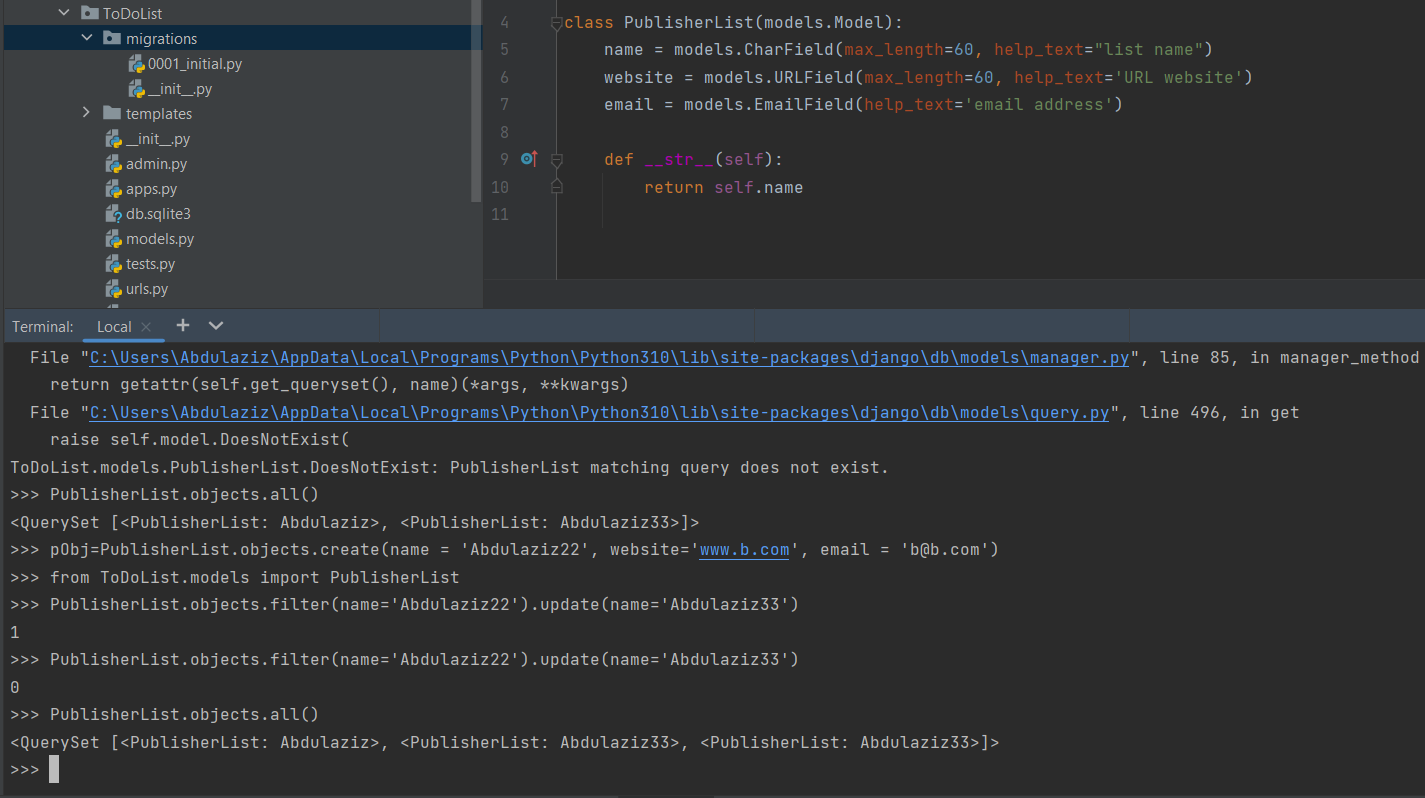 ToDoList
migrations
0001_initial.py
__init__.py
templates
__init__.py
admin.py
apps.py
db.sqlite3
models.py
tests.py
urls.py
4 class PublisherList(models.Model):
5 name = models.CharField(max_length=60, help_text="list name")
6 website = models.URLField(max_length=60, help_text='URL website')
7 email = models.EmailField(help_text='email address')
8
9 def __str__(self):
10 return self.name
11
Terminal: Local × +
File "C:\Users\Abdulaziz\AppData\Local\Programs\Python\Python310\lib\site-packages\django\db\models\manager.py", line 85, in manager_method
return getattr(self.get_queryset(), name)(*args, **kwargs)
File "C:\Users\Abdulaziz\AppData\Local\Programs\Python\Python310\lib\site-packages\django\db\models\query.py", line 496, in get
raise self.model.DoesNotExist(
ToDoList.models.PublisherList.DoesNotExist: PublisherList matching query does not exist.
>>> PublisherList.objects.all()
<QuerySet [<PublisherList: Abdulaziz>, <PublisherList: Abdulaziz33>]>
>>> pObj=PublisherList.objects.create(name = 'Abdulaziz22', website='www.b.com', email = 'b@b.com')
>>> from ToDoList.models import PublisherList
>>> PublisherList.objects.filter(name='Abdulaziz22').update(name='Abdulaziz33')
1
>>> PublisherList.objects.filter(name='Abdulaziz22').update(name='Abdulaziz33')
0
>>> PublisherList.objects.all()
<QuerySet [<PublisherList: Abdulaziz>, <PublisherList: Abdulaziz33>, <PublisherList: Abdulaziz33>]>
>>>